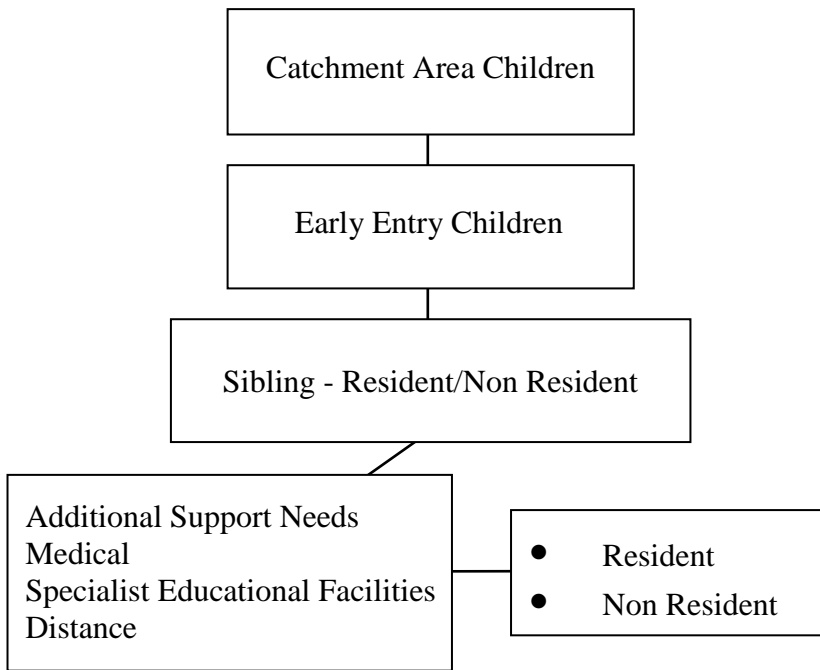 Catchment Area Children
Early Entry Children
Sibling - Resident/Non Resident
Additional Support Needs
Medical
Specialist Educational Facilities
Distance
• Resident
• Non Resident